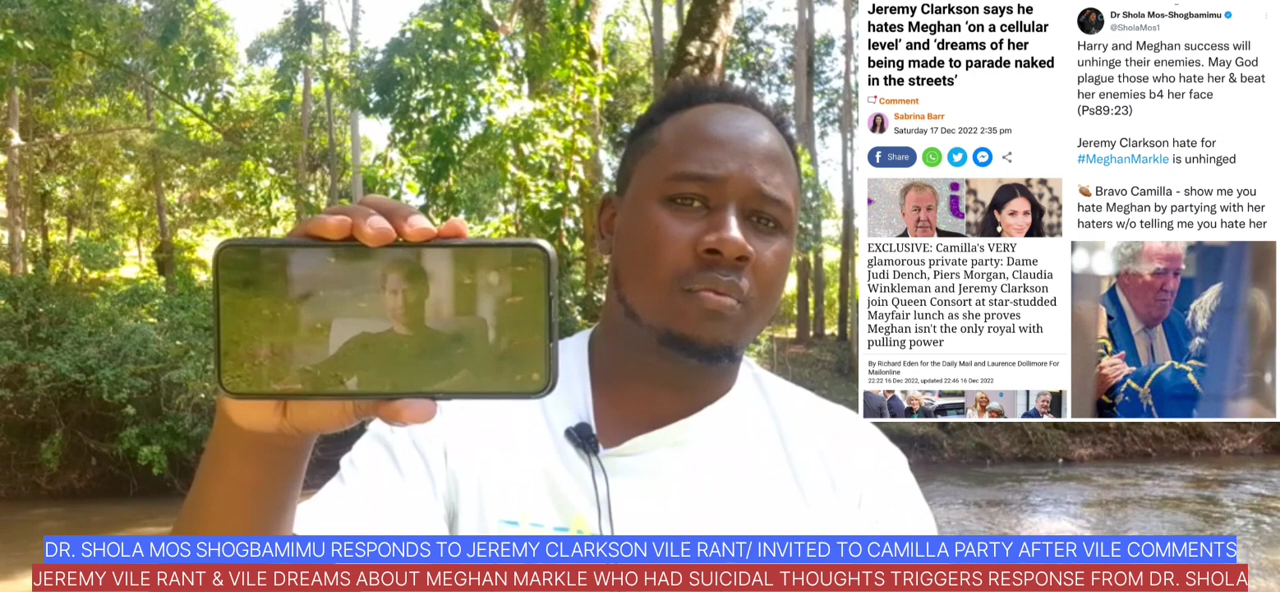 Jeremy Clarkson says he
hates Meghan ‘on a cellular
level’ and ‘dreams of her
being made to parade naked
in the streets’
Comment
Sabrina Barr
Saturday 17 Dec 2022 2:35 pm
f Share
EXCLUSIVE: Camilla's VERY
glamorous private party: Dame
Judi Dench, Piers Morgan, Claudia
Winkleman and Jeremy Clarkson
join Queen Consort at star-studded
Mayfair lunch as she proves
Meghan isn't the only royal with
pulling power
By Richard Eden for the Daily Mail and Laurence Dollimore For
Mailonline
22:22 16 Dec 2022, updated 22:46 16 Dec 2022
Dr Shola Mos-Shogbamimu
@SholaMos1
Harry and Meghan success will
unhinge their enemies. May God
plague those who hate her & beat
her enemies b4 her face
(Ps89:23)
Jeremy Clarkson hate for
#MeghanMarkle is unhinged
👏🏾 Bravo Camilla - show me you
hate Meghan by partying with her
haters w/o telling me you hate her
DR. SHOLA MOS SHOGBAMIMU RESPONDS TO JEREMY CLARKSON VILE RANT/ INVITED TO CAMILLA PARTY AFTER VILE COMMENTS
JEREMY VILE RANT & VILE DREAMS ABOUT MEGHAN MARKLE WHO HAD SUICIDAL THOUGHTS TRIGGERS RESPONSE FROM DR. SHOLA